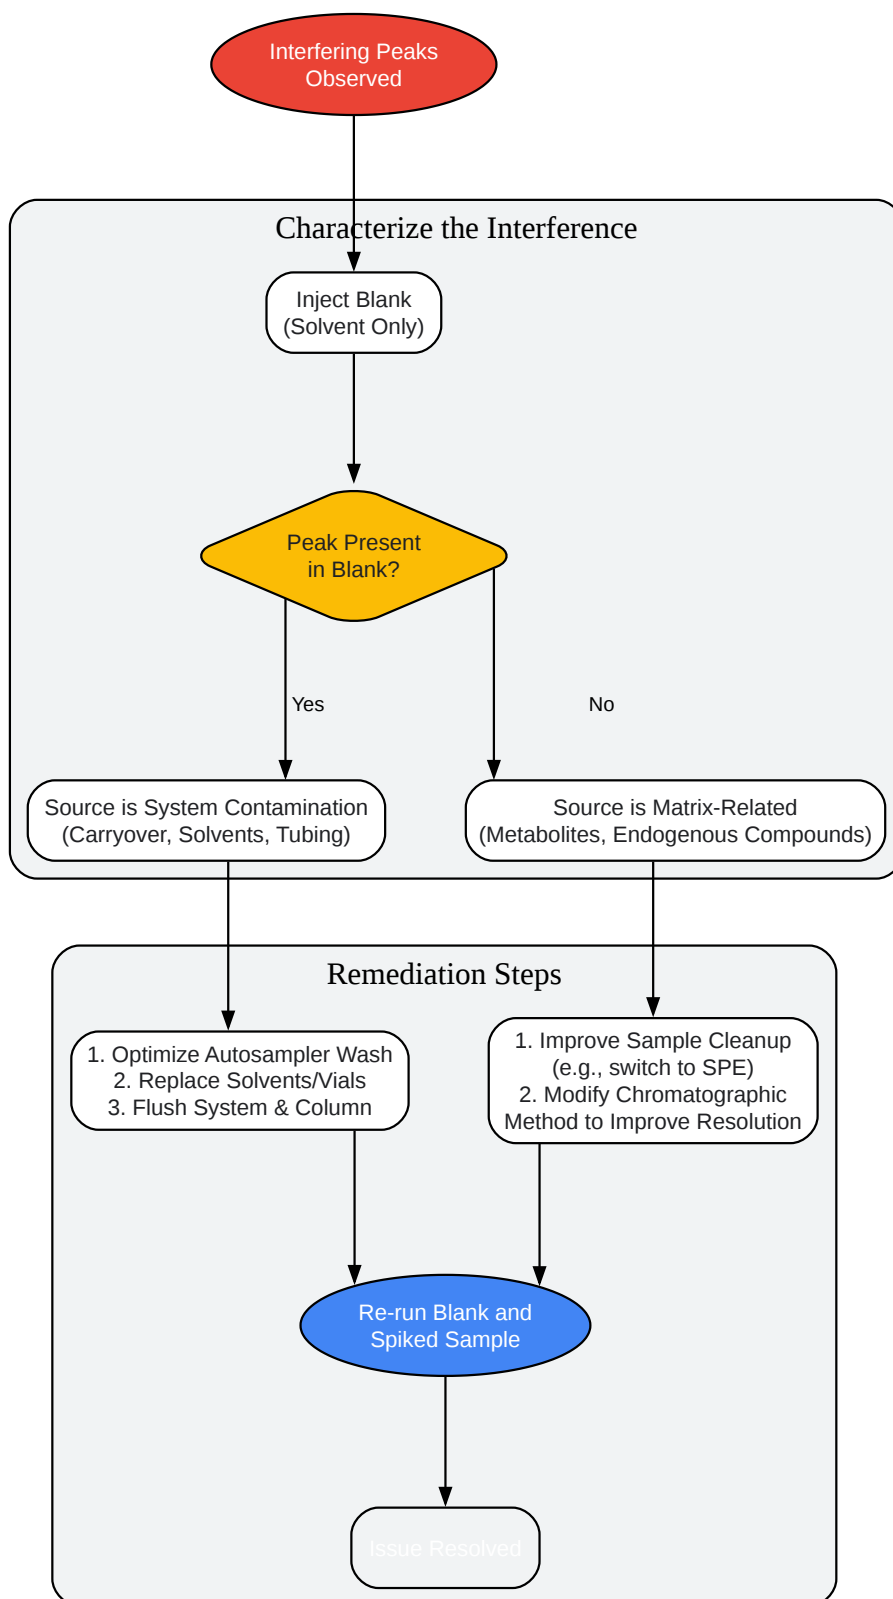 Interfering Peaks
Observed
Characterize the Interference
Inject Blank
(Solvent Only)
Peak Present
in Blank?
Yes
No
Source is System Contamination
(Carryover, Solvents, Tubing)
Source is Matrix-Related
(Metabolites, Endogenous Compounds)
Remediation Steps
1. Optimize Autosampler Wash
2. Replace Solvents/Vials
3. Flush System & Column
1. Improve Sample Cleanup
(e.g., switch to SPE)
2. Modify Chromatographic
Method to Improve Resolution
Re-run Blank and
Spiked Sample
Issue Resolved